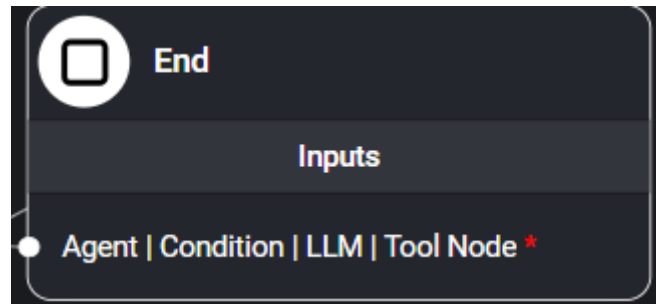 End
Inputs
Agent | Condition | LLM | Tool Node *